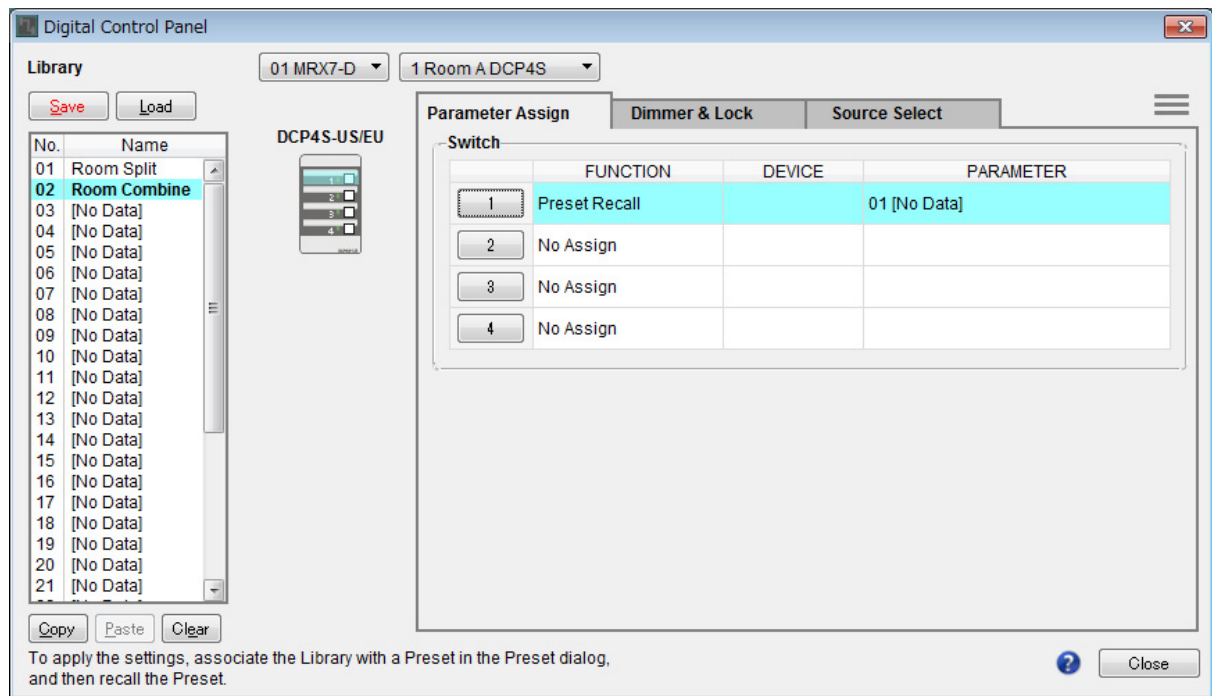 Digital Control Panel
Library
01 MRX7-D
1 Room A DCP4S
Save
Load
No. Name
01 Room Split
02 Room Combine
03 [No Data]
04 [No Data]
05 [No Data]
06 [No Data]
07 [No Data]
08 [No Data]
09 [No Data]
10 [No Data]
11 [No Data]
12 [No Data]
13 [No Data]
14 [No Data]
15 [No Data]
16 [No Data]
17 [No Data]
18 [No Data]
19 [No Data]
20 [No Data]
21 [No Data]
Copy
Paste
Clear
DCP4S-US/EU
1
2
3
4
Parameter Assign
Dimmer & Lock
Source Select
Switch
FUNCTION DEVICE PARAMETER
1 Preset Recall 01 [No Data]
2 No Assign
3 No Assign
4 No Assign
To apply the settings, associate the Library with a Preset in the Preset dialog,
and then recall the Preset.
?
Close